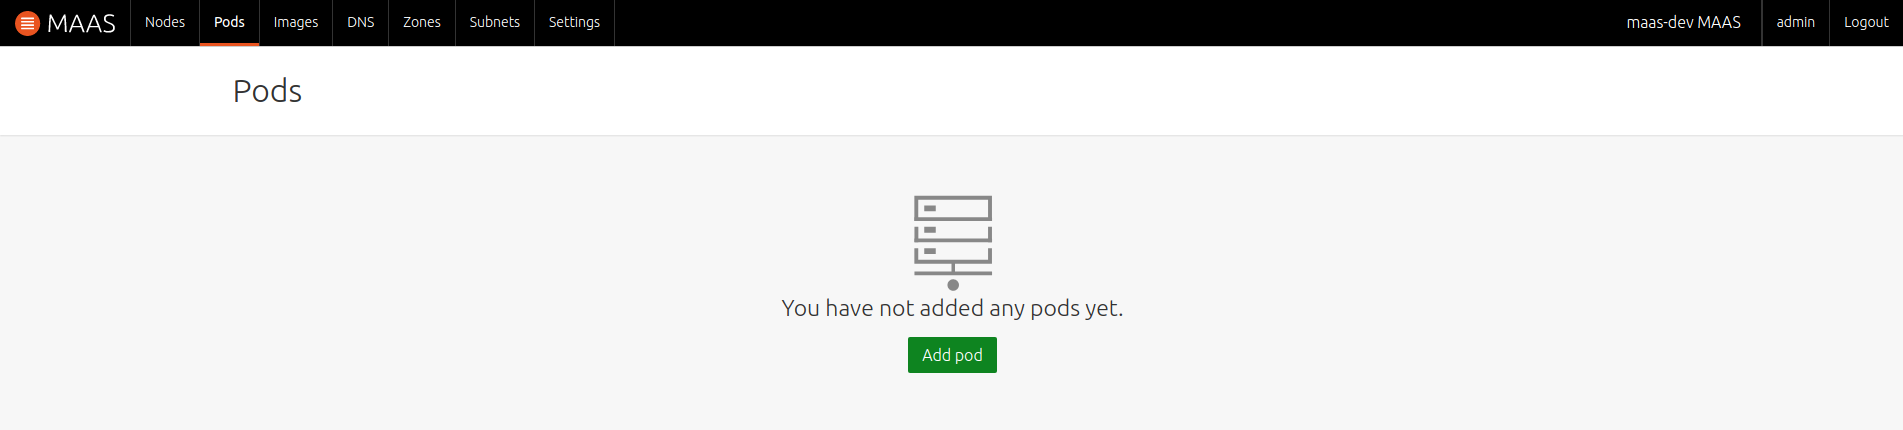 MAAS Nodes Pods Images DNS Zones Subnets Settings maas-dev MAAS admin Logout
Pods
You have not added any pods yet.
Add pod